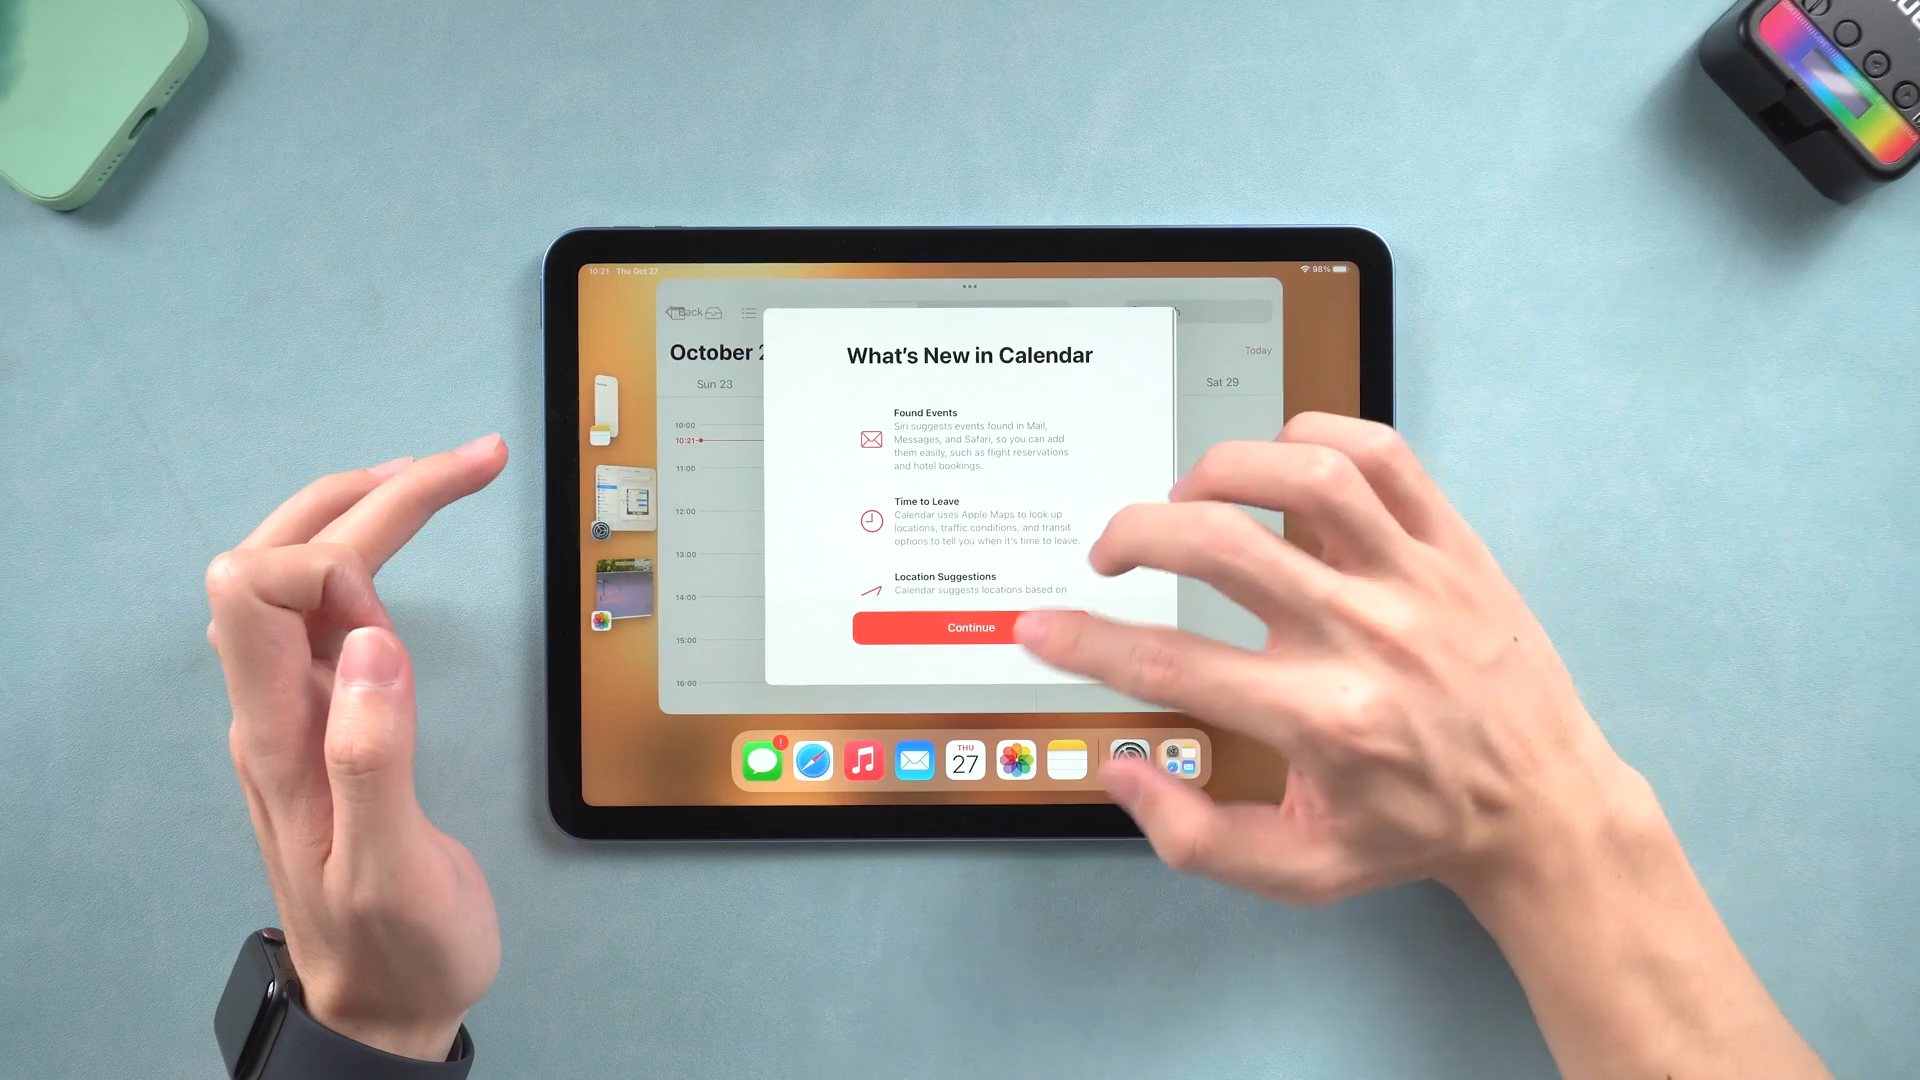 10:21 Thu Oct 27
98%
Back
October
Today
Sun 23
Sat 29
What's New in Calendar
Found Events
Siri suggests events found in Mail,
Messages, and Safari, so you can add
them easily, such as flight reservations
and hotel bookings.
Time to Leave
Calendar uses Apple Maps to look up
locations, traffic conditions, and transit
options to tell you when it's time to leave.
Location Suggestions
Calendar suggests locations based on
Continue
10:00
10:21
11:00
12:00
13:00
14:00
15:00
16:00
!
THU
27